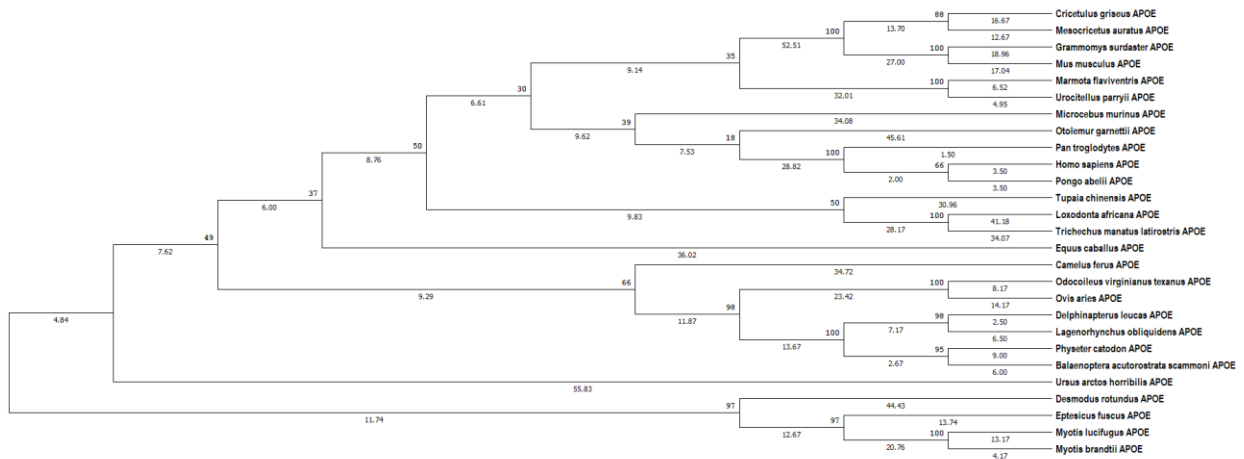 Cricetulus griseus APOE
88
16.67
13.70
Mesocricetus auratus APOE
100
12.67
52.51
Grammomys surdaster APOE
100
18.96
27.00
Mus musculus APOE
35
17.04
9.14
Marmota flaviventris APOE
100
6.52
32.01
Urocitellus parryii APOE
30
4.95
6.61
Microcebus murinus APOE
39
34.08
9.62
Otolemur garnettii APOE
18
45.61
7.53
Pan troglodytes APOE
100
1.50
28.82
Homo sapiens APOE
66
3.50
2.00
Pongo abelii APOE
50
3.50
8.76
Tupaia chinensis APOE
50
30.96
9.83
Loxodonta africana APOE
100
41.18
28.17
Trichechus manatus latirostris APOE
37
34.07
6.00
Equus caballus APOE
36.02
49
7.62
Camelus ferus APOE
66
34.72
9.29
Odocoileus virginianus texanus APOE
100
8.17
23.42
Ovis aries APOE
98
14.17
11.87
Delphinapterus leucas APOE
98
2.50
7.17
Lagenorhynchus obliquidens APOE
100
6.50
13.67
Physeter catodon APOE
95
9.00
2.67
Balaenoptera acutorostrata scammoni APOE
6.00
4.84
Ursus arctos horribilis APOE
55.83
Desmodus rotundus APOE
97
44.43
11.74
Eptesicus fuscus APOE
97
13.74
12.67
Myotis lucifugus APOE
100
13.17
20.76
Myotis brandtii APOE
4.17